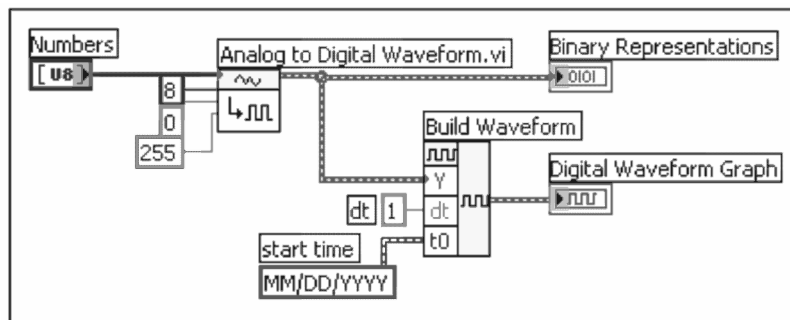 Numbers
[U8]
Analog to Digital Waveform.vi
Binary Representations
8
0101
0
255
Build Waveform
Digital Waveform Graph
Y
dt
1
dt
start time
t0
MM/DD/YYYY